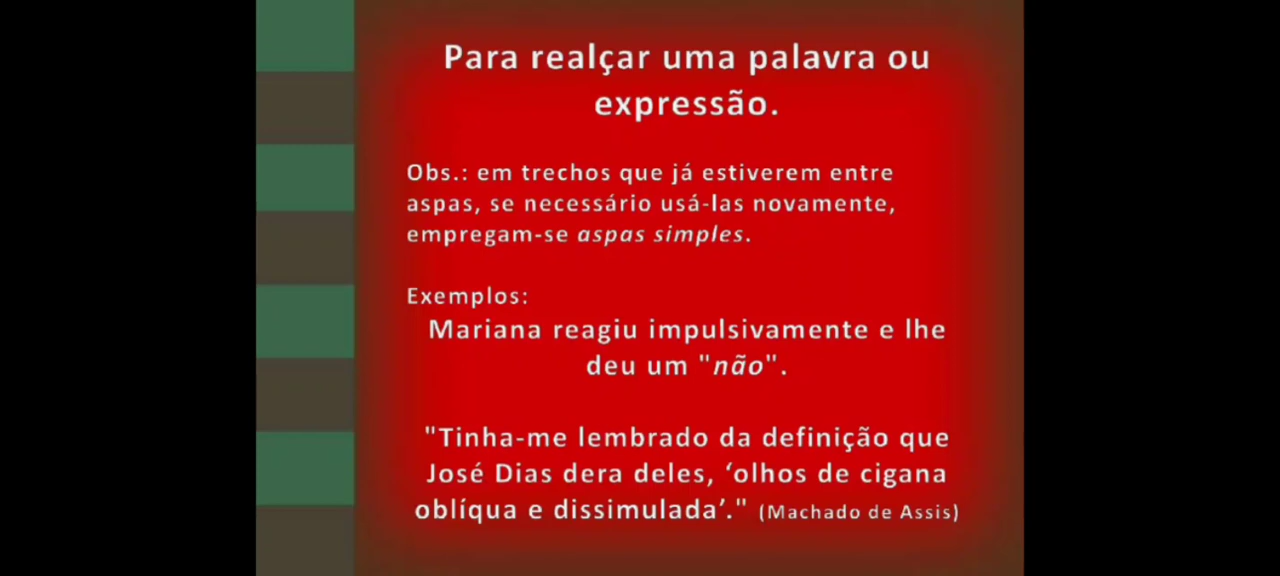 Para realçar uma palavra ou
expressão.
Obs.: em trechos que já estiverem entre
aspas, se necessário usá-las novamente,
empregam-se aspas simples.
Exemplos:
Mariana reagiu impulsivamente e lhe
deu um "não".
"Tinha-me lembrado da definição que
José Dias dera deles, ‘olhos de cigana
oblíqua e dissimulada’." (Machado de Assis)